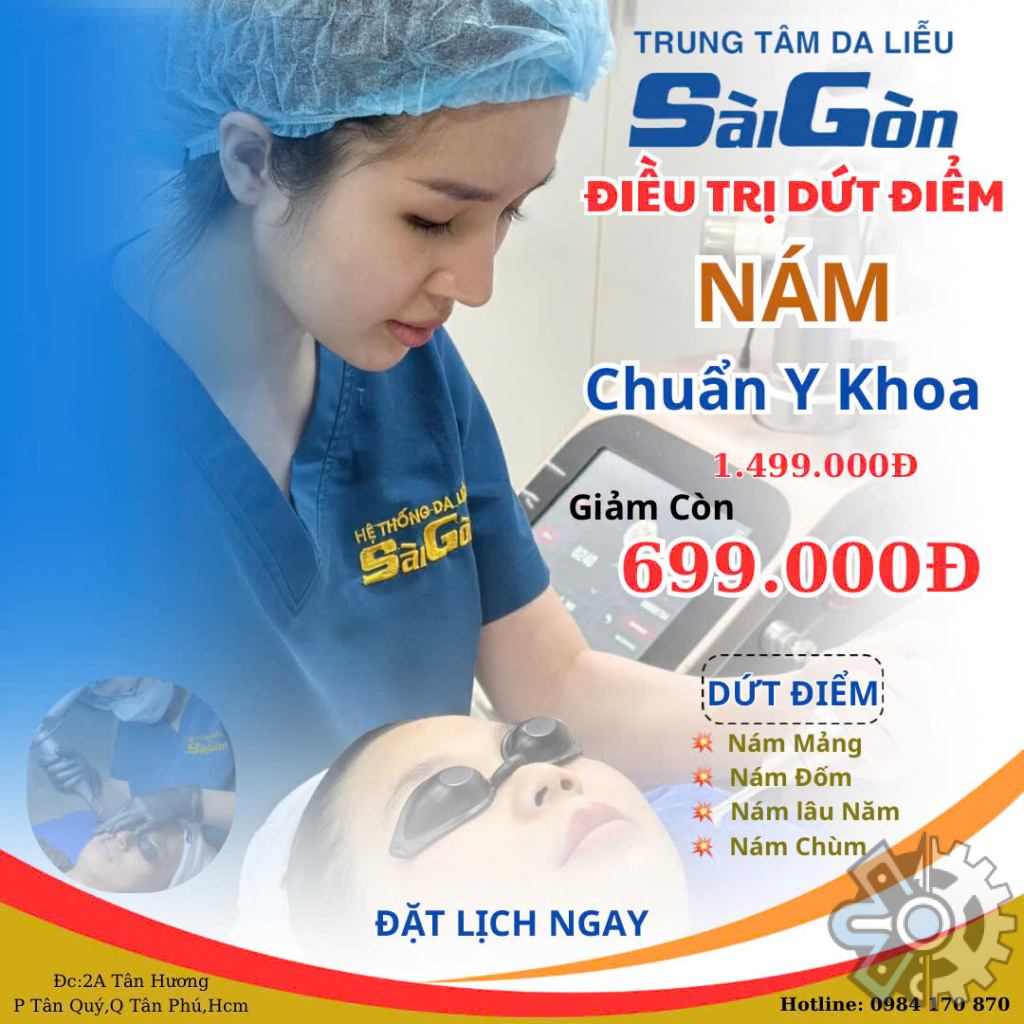 TRUNG TÂM DA LIỄU
SàiGòn
ĐIỀU TRỊ DỨT ĐIỂM
NÁM
Chuẩn Y Khoa
1.499.000Đ
Giảm Còn
699.000Đ
HỆ THỐNG DA
SàiGò
DỨT ĐIỂM
Nám Mảng
Nám Đốm
Nám lâu Năm
Nám Chùm
SàiGòn
ĐẶT LỊCH NGAY
Đc:2A Tân Hương
P Tân Quý,Q Tân Phú,Hcm
Hotline: 0984 170 870